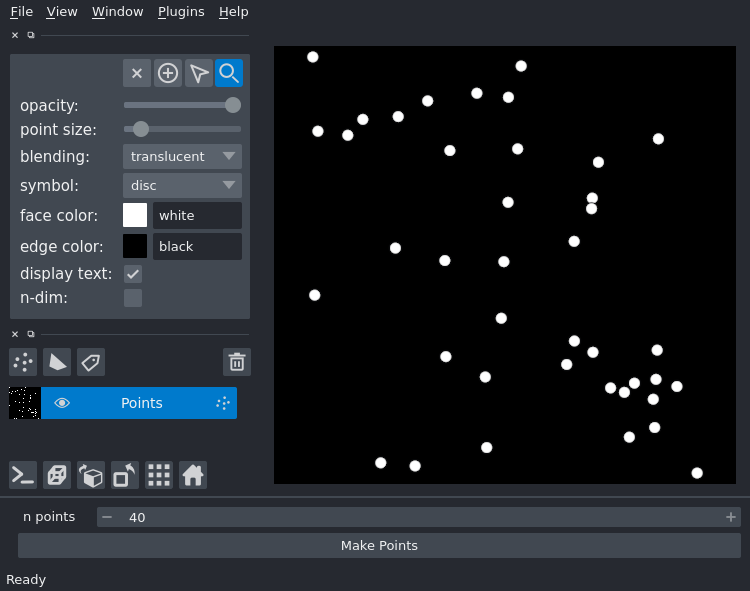 File View Window Plugins Help
opacity:
point size:
blending: translucent
symbol: disc
face color: white
edge color: black
display text:
n-dim:
Points
n points 40
Make Points
Ready